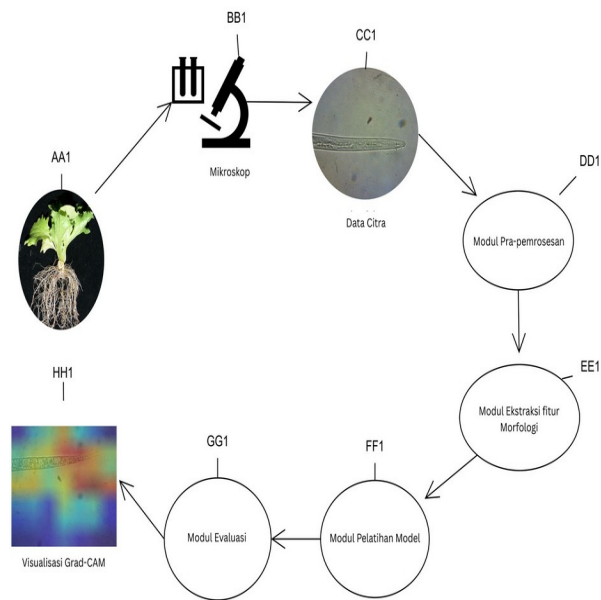 BB1
CC1
Mikroskop
AA1
Data Citra
DD1
Modul Pra-pemrosesan
EE1
Modul Ekstraksi fitur
Morfologi
HH1
GG1
FF1
Modul Evaluasi
Modul Pelatihan Model
Visualisasi Grad-CAM